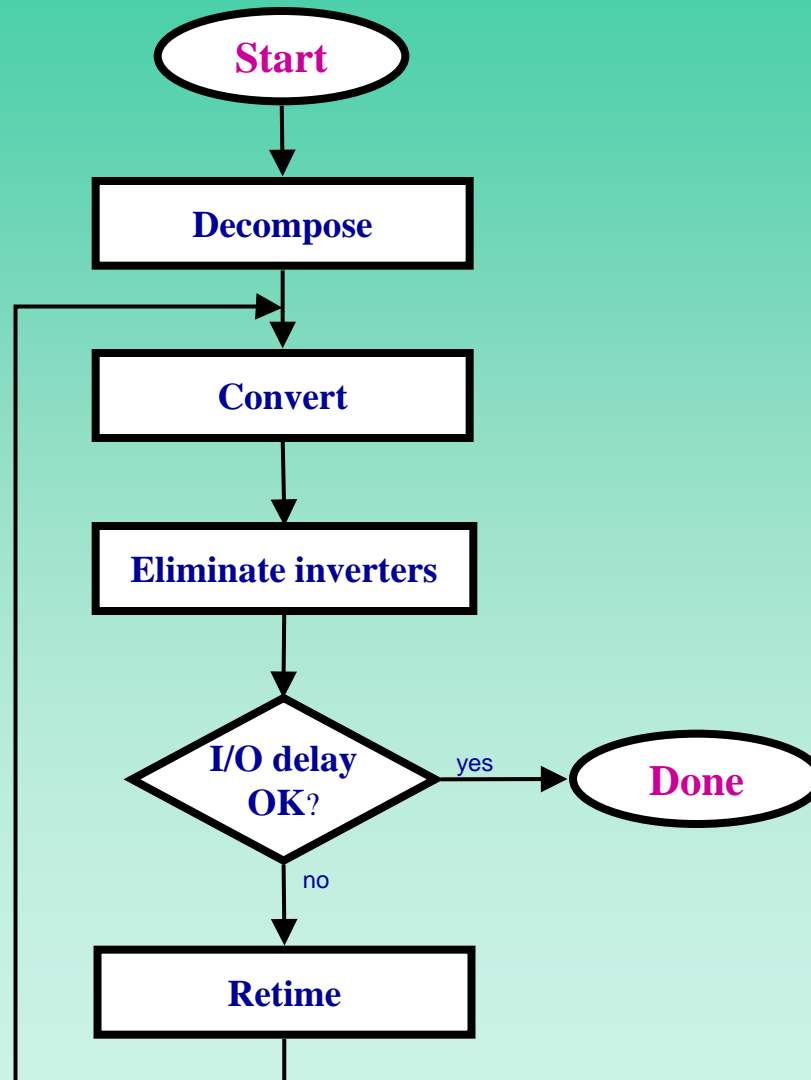 Start
Decompose
Convert
Eliminate inverters
I/O delay
OK?
yes
Done
no
Retime